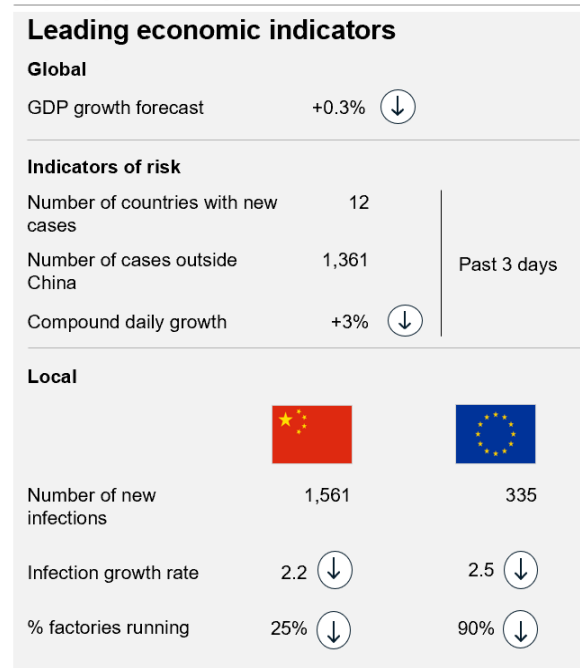 Leading economic indicators
Global
GDP growth forecast +0.3%
Indicators of risk
Number of countries with new 12
cases
Number of cases outside 1,361
China
Past 3 days
Compound daily growth +3%
Local
Number of new 1,561 335
infections
Infection growth rate 2.2 2.5
% factories running 25% 90%